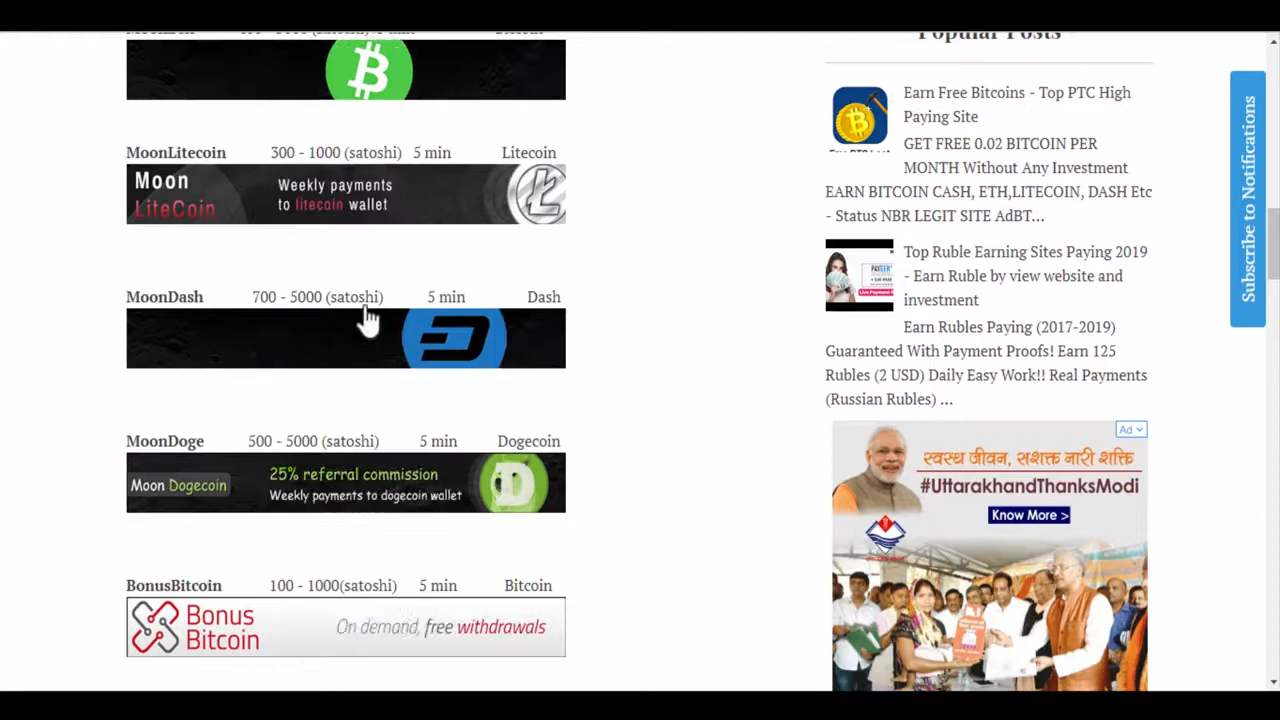 MoonLitecoin 300 - 1000 (satoshi) 5 min Litecoin
Moon
LiteCoin
Weekly payments
to litecoin wallet
MoonDash 700 - 5000 (satoshi) 5 min Dash
MoonDoge 500 - 5000 (satoshi) 5 min Dogecoin
Moon Dogecoin
25% referral commission
Weekly payments to dogecoin wallet
BonusBitcoin 100 - 1000(satoshi) 5 min Bitcoin
Bonus
Bitcoin
On demand, free withdrawals
Popular Posts
Earn Free Bitcoins - Top PTC High
Paying Site
GET FREE 0.02 BITCOIN PER
MONTH Without Any Investment
EARN BITCOIN CASH, ETH,LITECOIN, DASH Etc
- Status NBR LEGIT SITE AdBT...
Top Ruble Earning Sites Paying 2019
- Earn Ruble by view website and
investment
Earn Rubles Paying (2017-2019)
Guaranteed With Payment Proofs! Earn 125
Rubles (2 USD) Daily Easy Work!! Real Payments
(Russian Rubles) ...
Ad
स्वस्थ जीवन, सशक्त नारी शक्ति
#UttarakhandThanksModi
Know More >
Subscribe to Notifications